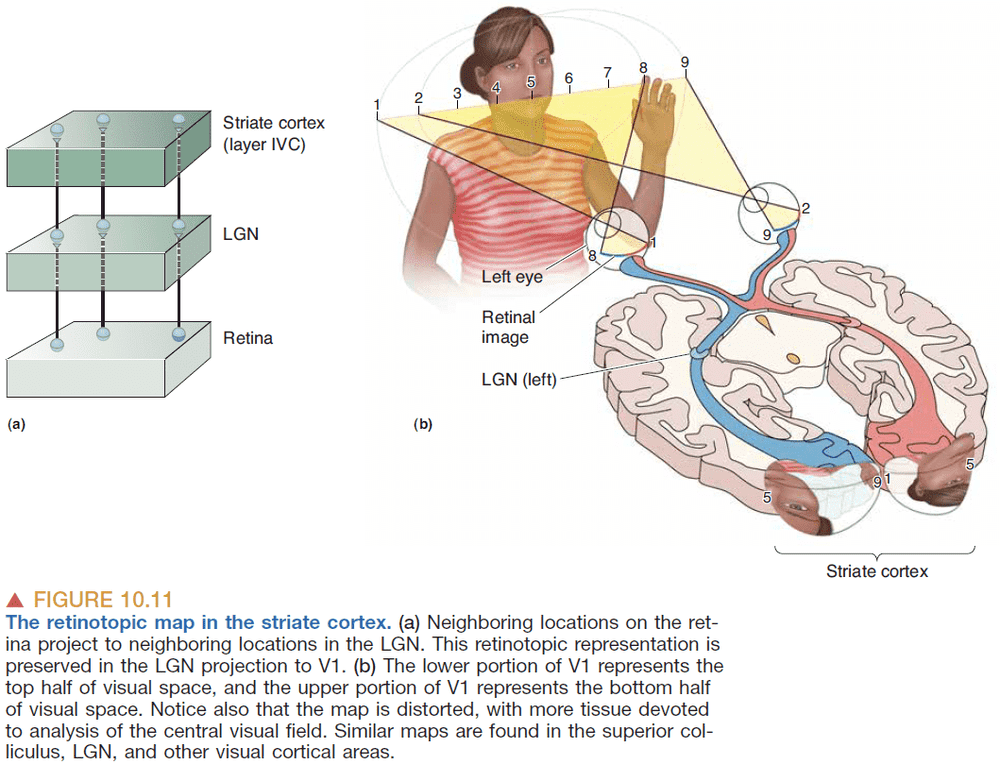 Striate cortex
(layer IVC)
LGN
Retina
(a)
1
2
3
4
5
6
7
8
9
2
9
1
8
Left eye
Retinal
image
LGN (left)
(b)
5
9
1
5
Striate cortex
▲ FIGURE 10.11
The retinotopic map in the striate cortex. (a) Neighboring locations on the ret-
ina project to neighboring locations in the LGN. This retinotopic representation is
preserved in the LGN projection to V1. (b) The lower portion of V1 represents the
top half of visual space, and the upper portion of V1 represents the bottom half
of visual space. Notice also that the map is distorted, with more tissue devoted
to analysis of the central visual field. Similar maps are found in the superior col-
liculus, LGN, and other visual cortical areas.